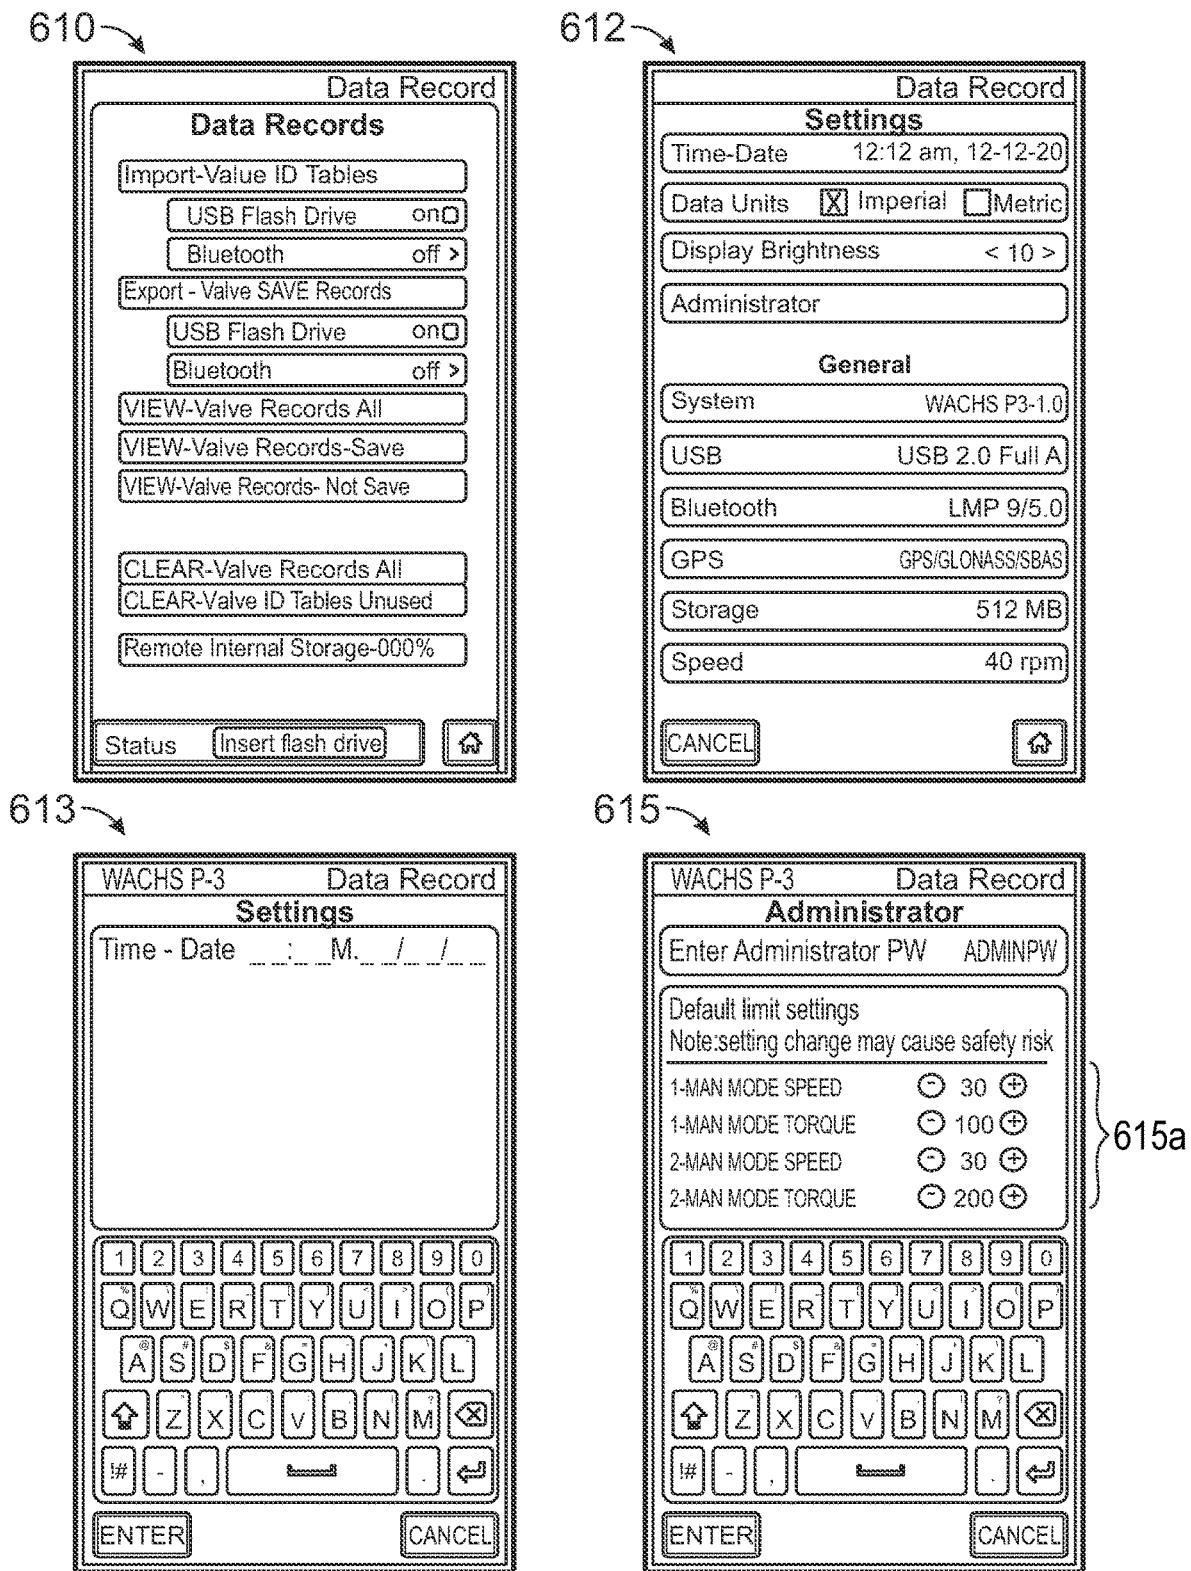 610
Data Record
Data Records
Import-Value ID Tables
USB Flash Drive on
Bluetooth off >
Export - Valve SAVE Records
USB Flash Drive on
Bluetooth off >
VIEW-Valve Records All
VIEW-Valve Records-Save
VIEW-Valve Records- Not Save
CLEAR-Valve Records All
CLEAR-Valve ID Tables Unused
Remote Internal Storage-000%
Status Insert flash drive
612
Data Record
Settings
Time-Date 12:12 am, 12-12-20
Data Units X Imperial Metric
Display Brightness < 10 >
Administrator
General
System WACHS P3-1.0
USB USB 2.0 Full A
Bluetooth LMP 9/5.0
GPS GPS/GLONASS/SBAS
Storage 512 MB
Speed 40 rpm
CANCEL
613
WACHS P-3 Data Record
Settings
Time - Date _ _:_ _M._ _/_ _/_ _
1 2 3 4 5 6 7 8 9 0
Q W E R T Y U I O P
A S D F G H J K L
Z X C V B N M
!# - , .
ENTER CANCEL
615
WACHS P-3 Data Record
Administrator
Enter Administrator PW ADMINPW
Default limit settings
Note:setting change may cause safety risk
1-MAN MODE SPEED - 30 +
1-MAN MODE TORQUE - 100 +
2-MAN MODE SPEED - 30 +
2-MAN MODE TORQUE - 200 +
615a
1 2 3 4 5 6 7 8 9 0
Q W E R T Y U I O P
A S D F G H J K L
Z X C V B N M
!# - , .
ENTER CANCEL